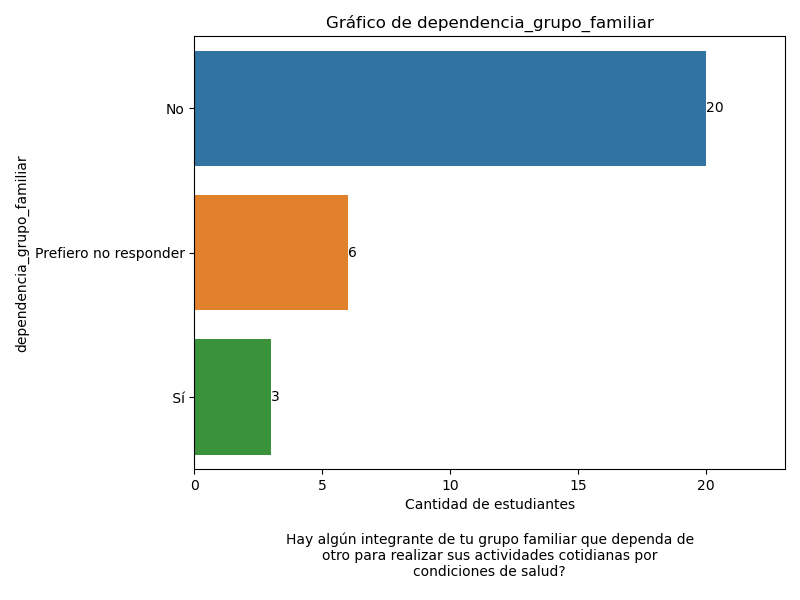 Gráfico de dependencia_grupo_familiar
dependencia_grupo_familiar
No
20
Prefiero no responder
6
Sí
3
0 5 10 15 20
Cantidad de estudiantes
Hay algún integrante de tu grupo familiar que dependa de
otro para realizar sus actividades cotidianas por
condiciones de salud?